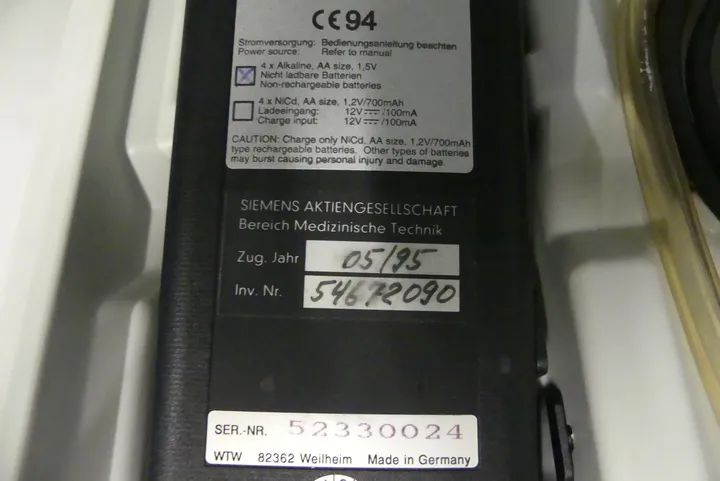 CE94
Stromversorgung: Bedienungsanleitung beachten
Power source: Refer to manual
4 x Alkaline, AA size, 1,5V
Nicht ladbare Batterien
Non-rechargeable batteries
4 x NiCd, AA size, 1,2V/700mAh
Ladeeingang: 12V⎓/100mA
Charge input: 12V⎓/100mA
CAUTION: Charge only NiCd, AA size, 1,2V/700mAh
type rechargeable batteries. Other types of batteries
may burst causing personal injury and damage.
SIEMENS AKTIENGESELLSCHAFT
Bereich Medizinische Technik
Zug. Jahr 05/95
Inv. Nr. 54672090
SER.-NR. 52330024
WTW 82362 Weilheim Made in Germany